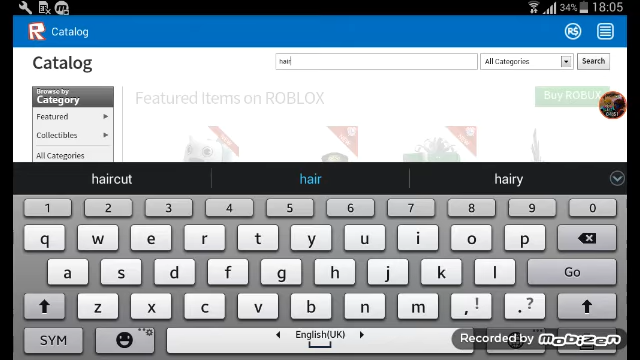 34% 18:05
R Catalog R$
Catalog hair All Categories Search
Browse by
Category
Featured Items on ROBLOX
Buy ROBUX
Featured
Collectibles
All Categories
04:51
haircut hair hairy
1 2 3 4 5 6 7 8 9 0
q w e r t y u i o p
a s d f g h j k l Go
z x c v b n m , ! . ?
SYM English(UK)
Recorded by mobizen